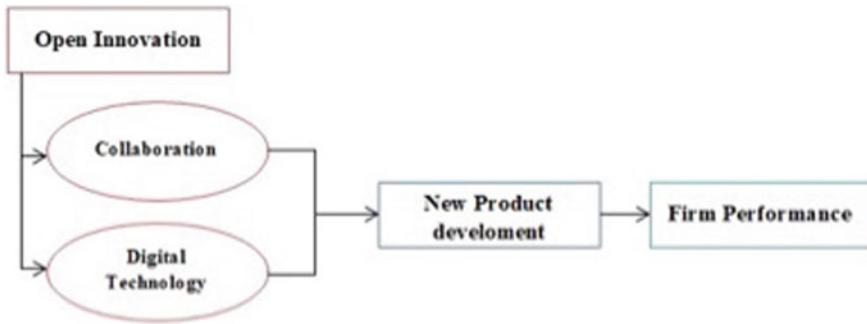 Open Innovation
Collaboration
Digital
Technology
New Product
develoment
Firm Performance